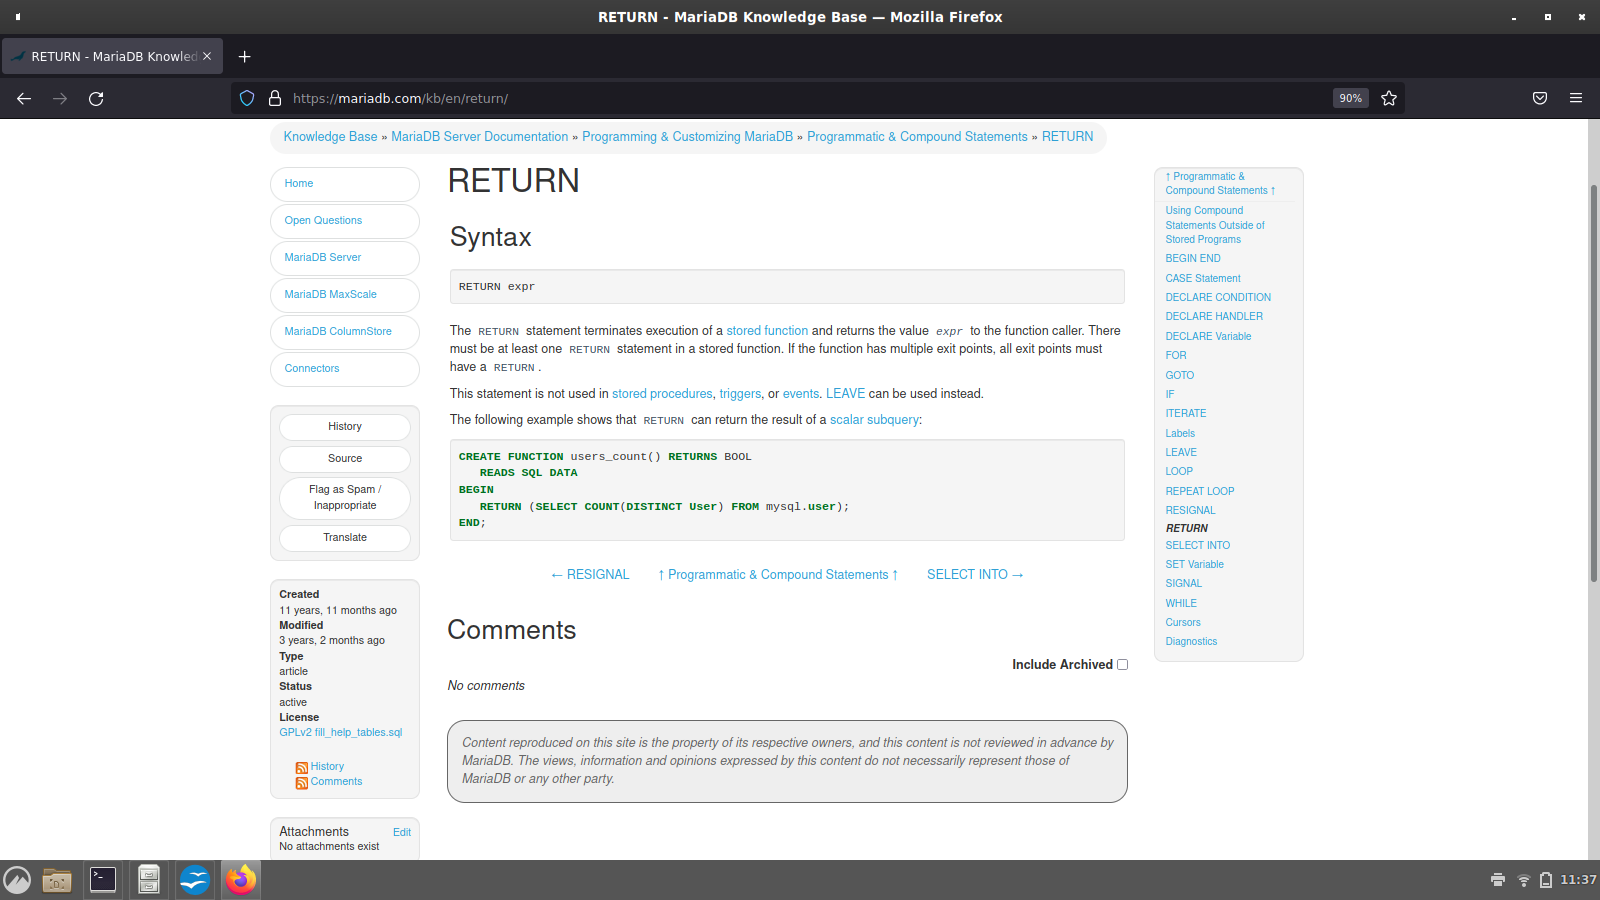 RETURN - MariaDB Knowledge Base — Mozilla Firefox
RETURN - MariaDB Knowled
https://mariadb.com/kb/en/return/
90%
Knowledge Base » MariaDB Server Documentation » Programming & Customizing MariaDB » Programmatic & Compound Statements » RETURN
Home
Open Questions
MariaDB Server
MariaDB MaxScale
MariaDB ColumnStore
Connectors
History
Source
Flag as Spam /
Inappropriate
Translate
Created
11 years, 11 months ago
Modified
3 years, 2 months ago
Type
article
Status
active
License
GPLv2 fill_help_tables.sql
History
Comments
Attachments
Edit
No attachments exist
RETURN
Syntax
RETURN expr
The RETURN statement terminates execution of a stored function and returns the value expr to the function caller. There
must be at least one RETURN statement in a stored function. If the function has multiple exit points, all exit points must
have a RETURN.
This statement is not used in stored procedures, triggers, or events. LEAVE can be used instead.
The following example shows that RETURN can return the result of a scalar subquery:
CREATE FUNCTION users_count() RETURNS BOOL
READS SQL DATA
BEGIN
RETURN (SELECT COUNT(DISTINCT User) FROM mysql.user);
END;
← RESIGNAL
↑ Programmatic & Compound Statements ↑
SELECT INTO →
Comments
Include Archived
No comments
Content reproduced on this site is the property of its respective owners, and this content is not reviewed in advance by
MariaDB. The views, information and opinions expressed by this content do not necessarily represent those of
MariaDB or any other party.
↑ Programmatic &
Compound Statements ↑
Using Compound
Statements Outside of
Stored Programs
BEGIN END
CASE Statement
DECLARE CONDITION
DECLARE HANDLER
DECLARE Variable
FOR
GOTO
IF
ITERATE
Labels
LEAVE
LOOP
REPEAT LOOP
RESIGNAL
RETURN
SELECT INTO
SET Variable
SIGNAL
WHILE
Cursors
Diagnostics
11:37